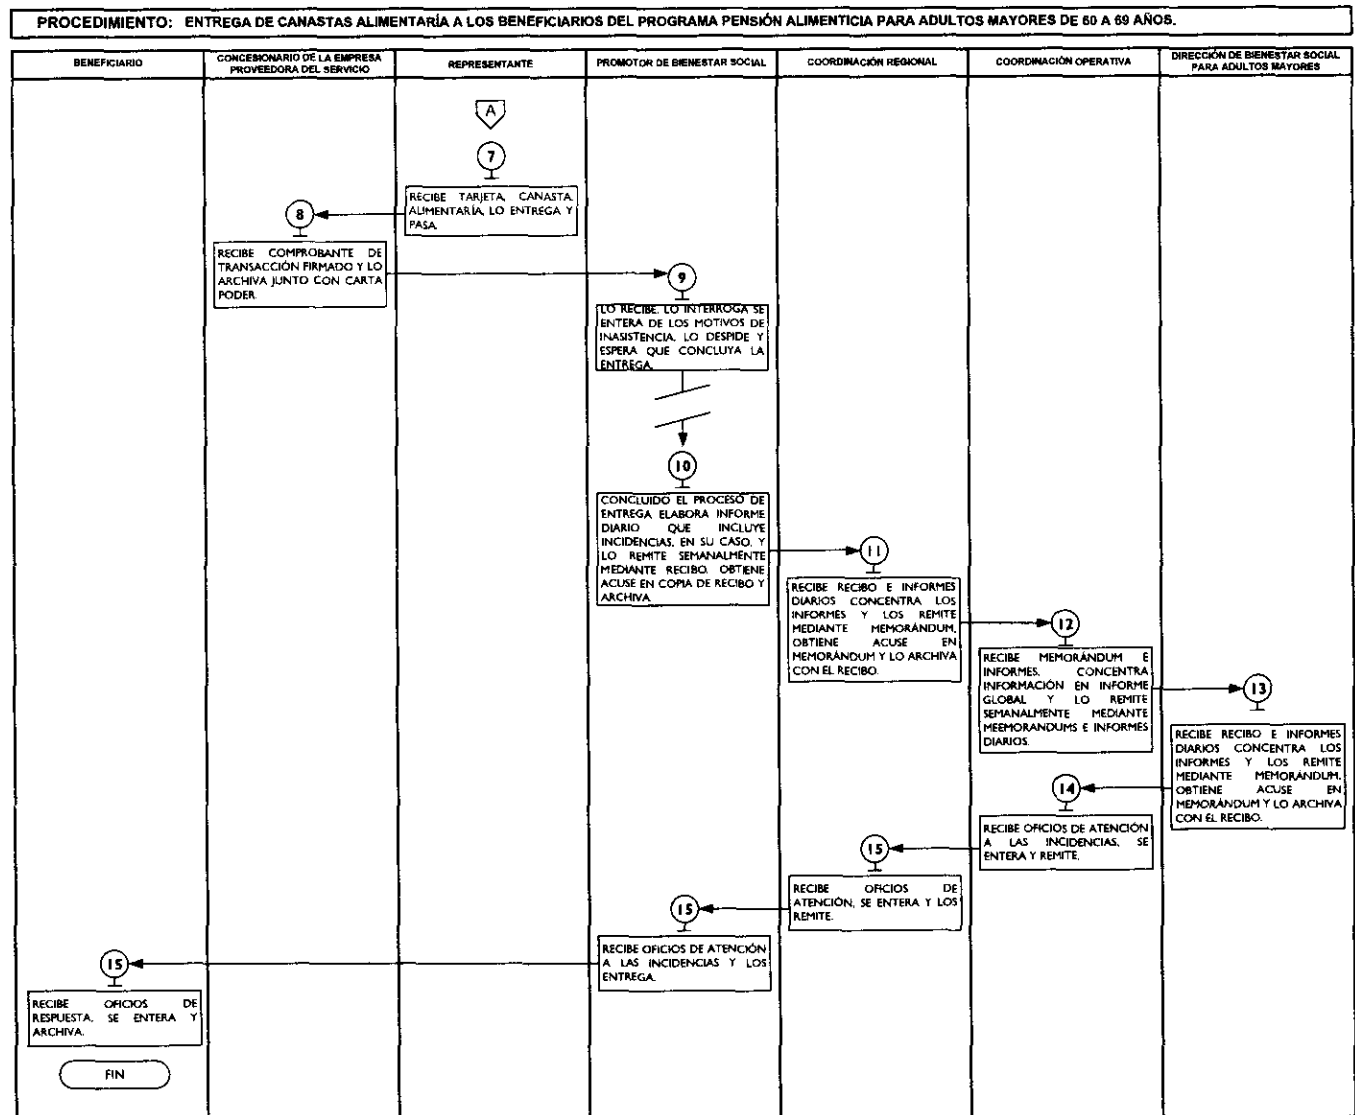 PROCEDIMIENTO: ENTREGA DE CANASTAS ALIMENTARÍA A LOS BENEFICIARIOS DEL PROGRAMA PENSIÓN ALIMENTICIA PARA ADULTOS MAYORES DE 60 A 69 AÑOS.
BENEFICIARIO
CONCESIONARIO DE LA EMPRESA
PROVEEDORA DEL SERVICIO
REPRESENTANTE
PROMOTOR DE BIENESTAR SOCIAL
COORDINACIÓN REGIONAL
COORDINACIÓN OPERATIVA
DIRECCIÓN DE BIENESTAR SOCIAL
PARA ADULTOS MAYORES
A
7
RECIBE TARJETA, CANASTA
ALIMENTARÍA, LO ENTREGA Y
PASA.
8
RECIBE COMPROBANTE DE
TRANSACCIÓN FIRMADO Y LO
ARCHIVA JUNTO CON CARTA
PODER.
9
LO RECIBE, LO INTERROGA SE
ENTERA DE LOS MOTIVOS DE
INASISTENCIA, LO DESPIDE Y
ESPERA QUE CONCLUYA LA
ENTREGA.
10
CONCLUIDO EL PROCESO DE
ENTREGA ELABORA INFORME
DIARIO QUE INCLUYE
INCIDENCIAS, EN SU CASO, Y
LO REMITE SEMANALMENTE
MEDIANTE RECIBO, OBTIENE
ACUSE EN COPIA DE RECIBO Y
ARCHIVA.
11
RECIBE RECIBO E INFORMES
DIARIOS CONCENTRA LOS
INFORMES Y LOS REMITE
MEDIANTE MEMORÁNDUM,
OBTIENE ACUSE EN
MEMORÁNDUM Y LO ARCHIVA
CON EL RECIBO.
12
RECIBE MEMORÁNDUM E
INFORMES, CONCENTRA
INFORMACIÓN EN INFORME
GLOBAL Y LO REMITE
SEMANALMENTE MEDIANTE
MEEMORANDUMS E INFORMES
DIARIOS.
13
RECIBE RECIBO E INFORMES
DIARIOS CONCENTRA LOS
INFORMES Y LOS REMITE
MEDIANTE MEMORÁNDUM,
OBTIENE ACUSE EN
MEMORÁNDUM Y LO ARCHIVA
CON EL RECIBO.
14
RECIBE OFICIOS DE ATENCIÓN
A LAS INCIDENCIAS, SE
ENTERA Y REMITE.
15
RECIBE OFICIOS DE
ATENCIÓN, SE ENTERA Y LOS
REMITE.
15
RECIBE OFICIOS DE ATENCIÓN
A LAS INCIDENCIAS Y LOS
ENTREGA.
15
RECIBE OFICIOS DE
RESPUESTA, SE ENTERA Y
ARCHIVA.
FIN